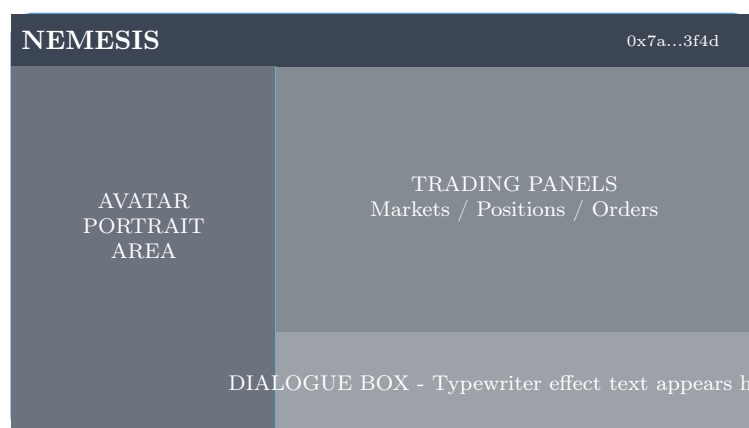 NEMESIS
0x7a...3f4d
AVATAR
PORTRAIT
AREA
TRADING PANELS
Markets / Positions / Orders
DIALOGUE BOX - Typewriter effect text appears